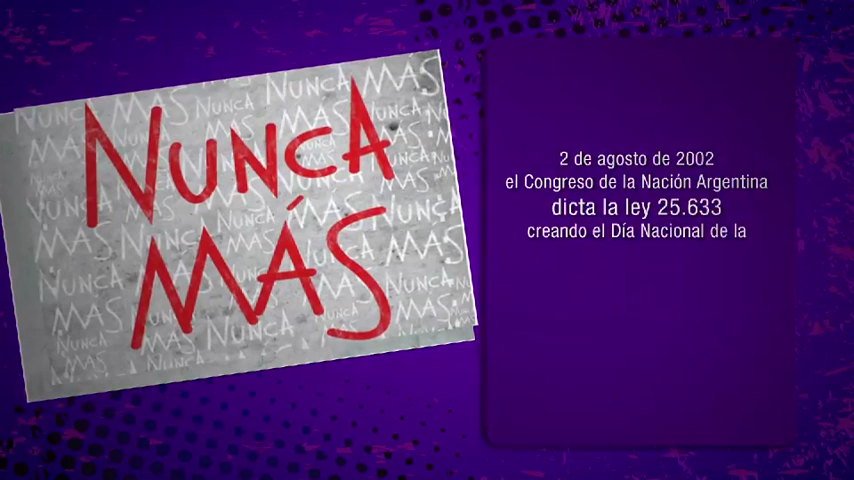 NUNCA
MÁS
2 de agosto de 2002
el Congreso de la Nación Argentina
dicta la ley 25.633
creando el Día Nacional de la